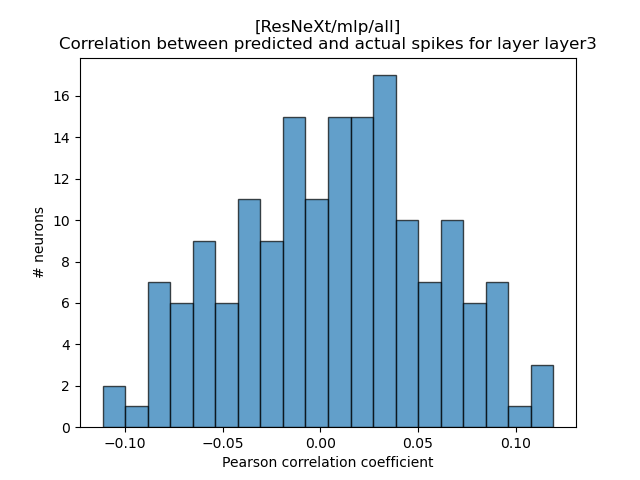 [ResNeXt/mlp/all]
Correlation between predicted and actual spikes for layer layer3
16
14
12
10
8
6
4
2
0
# neurons
−0.10 −0.05 0.00 0.05 0.10
Pearson correlation coefficient